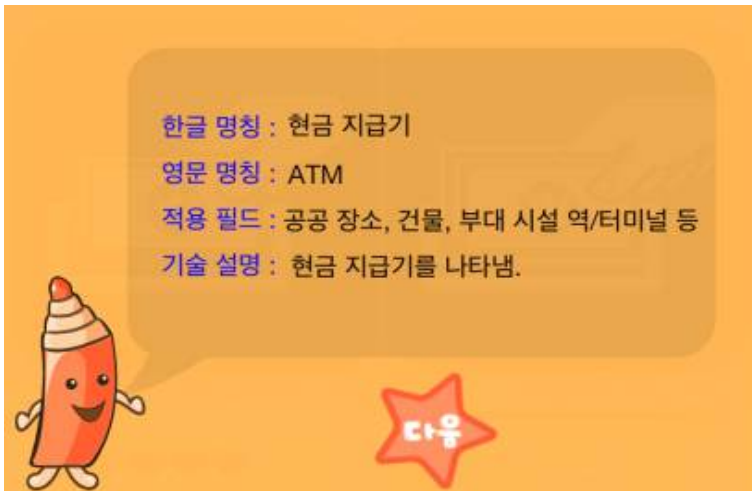 한글 명칭 : 현금 지급기
영문 명칭 : ATM
적용 필드 : 공공 장소, 건물, 부대 시설 역/터미널 등
기술 설명 : 현금 지급기를 나타냄.
다음